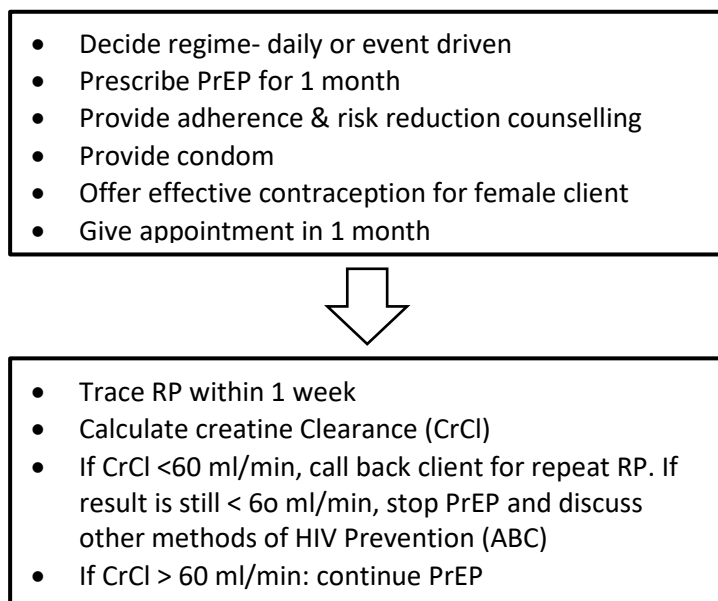 • Decide regime- daily or event driven
• Prescribe PrEP for 1 month
• Provide adherence & risk reduction counselling
• Provide condom
• Offer effective contraception for female client
• Give appointment in 1 month
• Trace RP within 1 week
• Calculate creatine Clearance (CrCl)
• If CrCl <60 ml/min, call back client for repeat RP. If
result is still < 6o ml/min, stop PrEP and discuss
other methods of HIV Prevention (ABC)
• If CrCl > 60 ml/min: continue PrEP